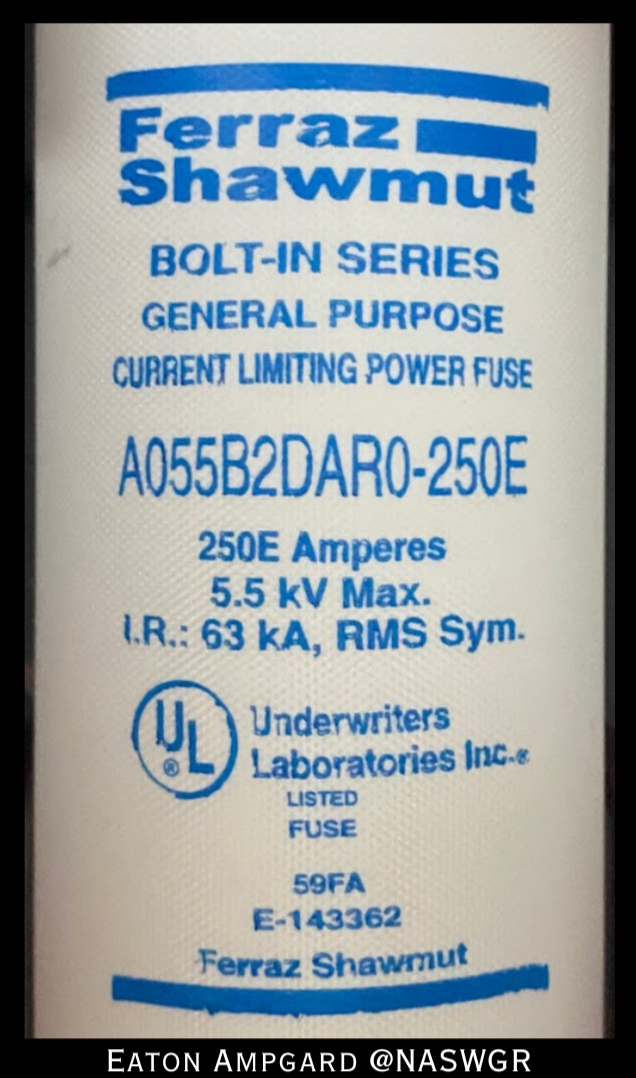 Ferraz
Shawmut
BOLT-IN SERIES
GENERAL PURPOSE
CURRENT LIMITING POWER FUSE
A055B2DAR0-250E
250E Amperes
5.5 kV Max.
I.R.: 63 kA, RMS Sym.
UL ®
Underwriters
Laboratories Inc.®
LISTED
FUSE
59FA
E-143362
Ferraz Shawmut
EATON AMPGARD @NASWGR